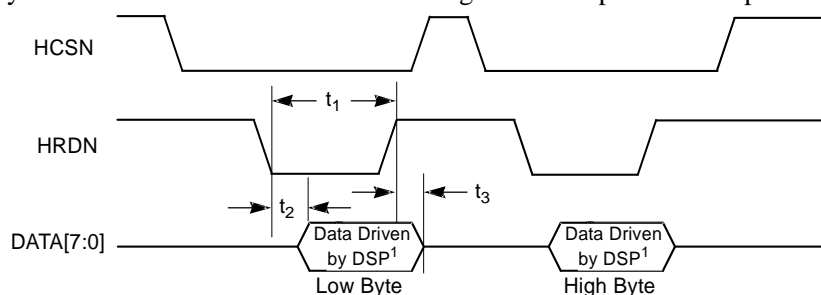 HCSN
t1
HRDN
t2
t3
DATA[7:0]
Data Driven
by DSP1
Data Driven
by DSP1
Low Byte
High Byte